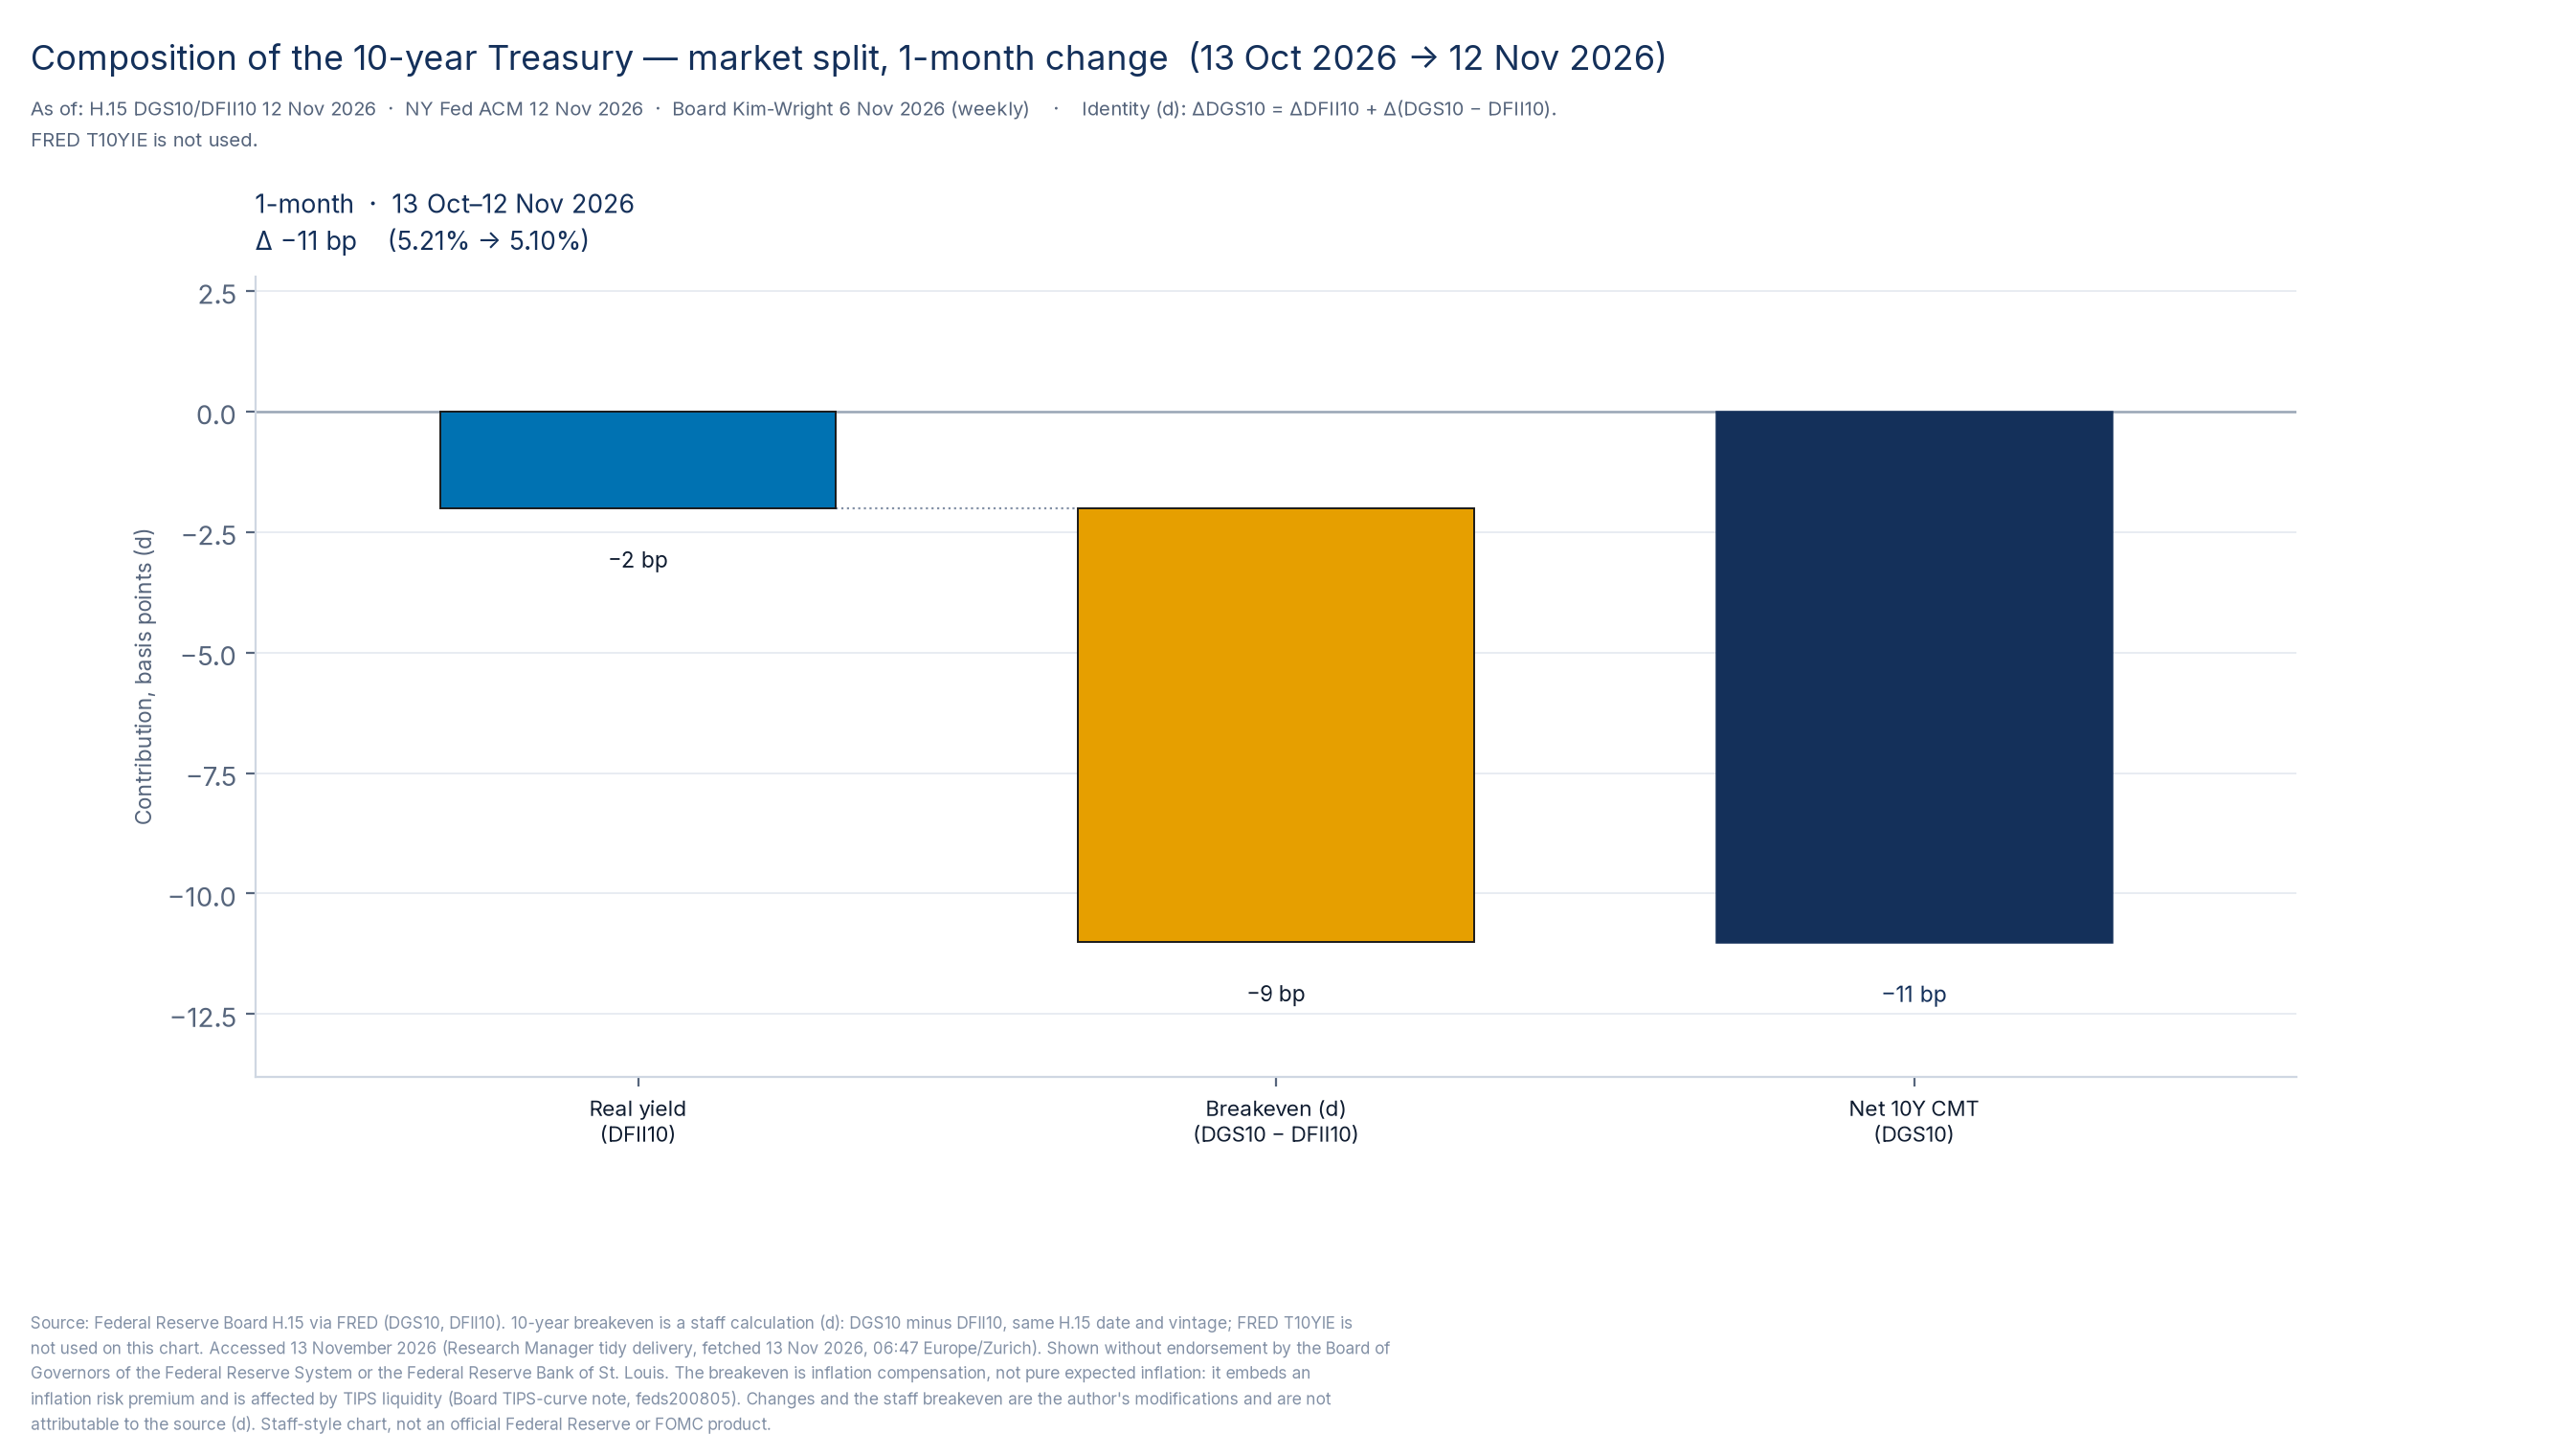 Composition of the 10-year Treasury — market split, 1-month change (13 Oct 2026 → 12 Nov 2026)
As of: H.15 DGS10/DFII10 12 Nov 2026 · NY Fed ACM 12 Nov 2026 · Board Kim-Wright 6 Nov 2026 (weekly) · Identity (d): ΔDGS10 = ΔDFII10 + Δ(DGS10 − DFII10).
FRED T10YIE is not used.
1-month · 13 Oct–12 Nov 2026
Δ −11 bp (5.21% → 5.10%)
Contribution, basis points (d)
2.5
0.0
−2.5
−5.0
−7.5
−10.0
−12.5
−2 bp
−9 bp
−11 bp
Real yield
(DFII10)
Breakeven (d)
(DGS10 − DFII10)
Net 10Y CMT
(DGS10)
Source: Federal Reserve Board H.15 via FRED (DGS10, DFII10). 10-year breakeven is a staff calculation (d): DGS10 minus DFII10, same H.15 date and vintage; FRED T10YIE is
not used on this chart. Accessed 13 November 2026 (Research Manager tidy delivery, fetched 13 Nov 2026, 06:47 Europe/Zurich). Shown without endorsement by the Board of
Governors of the Federal Reserve System or the Federal Reserve Bank of St. Louis. The breakeven is inflation compensation, not pure expected inflation: it embeds an
inflation risk premium and is affected by TIPS liquidity (Board TIPS-curve note, feds200805). Changes and the staff breakeven are the author's modifications and are not
attributable to the source (d). Staff-style chart, not an official Federal Reserve or FOMC product.